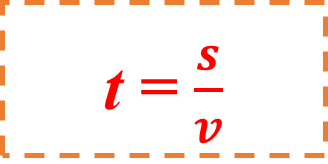 t = s/v